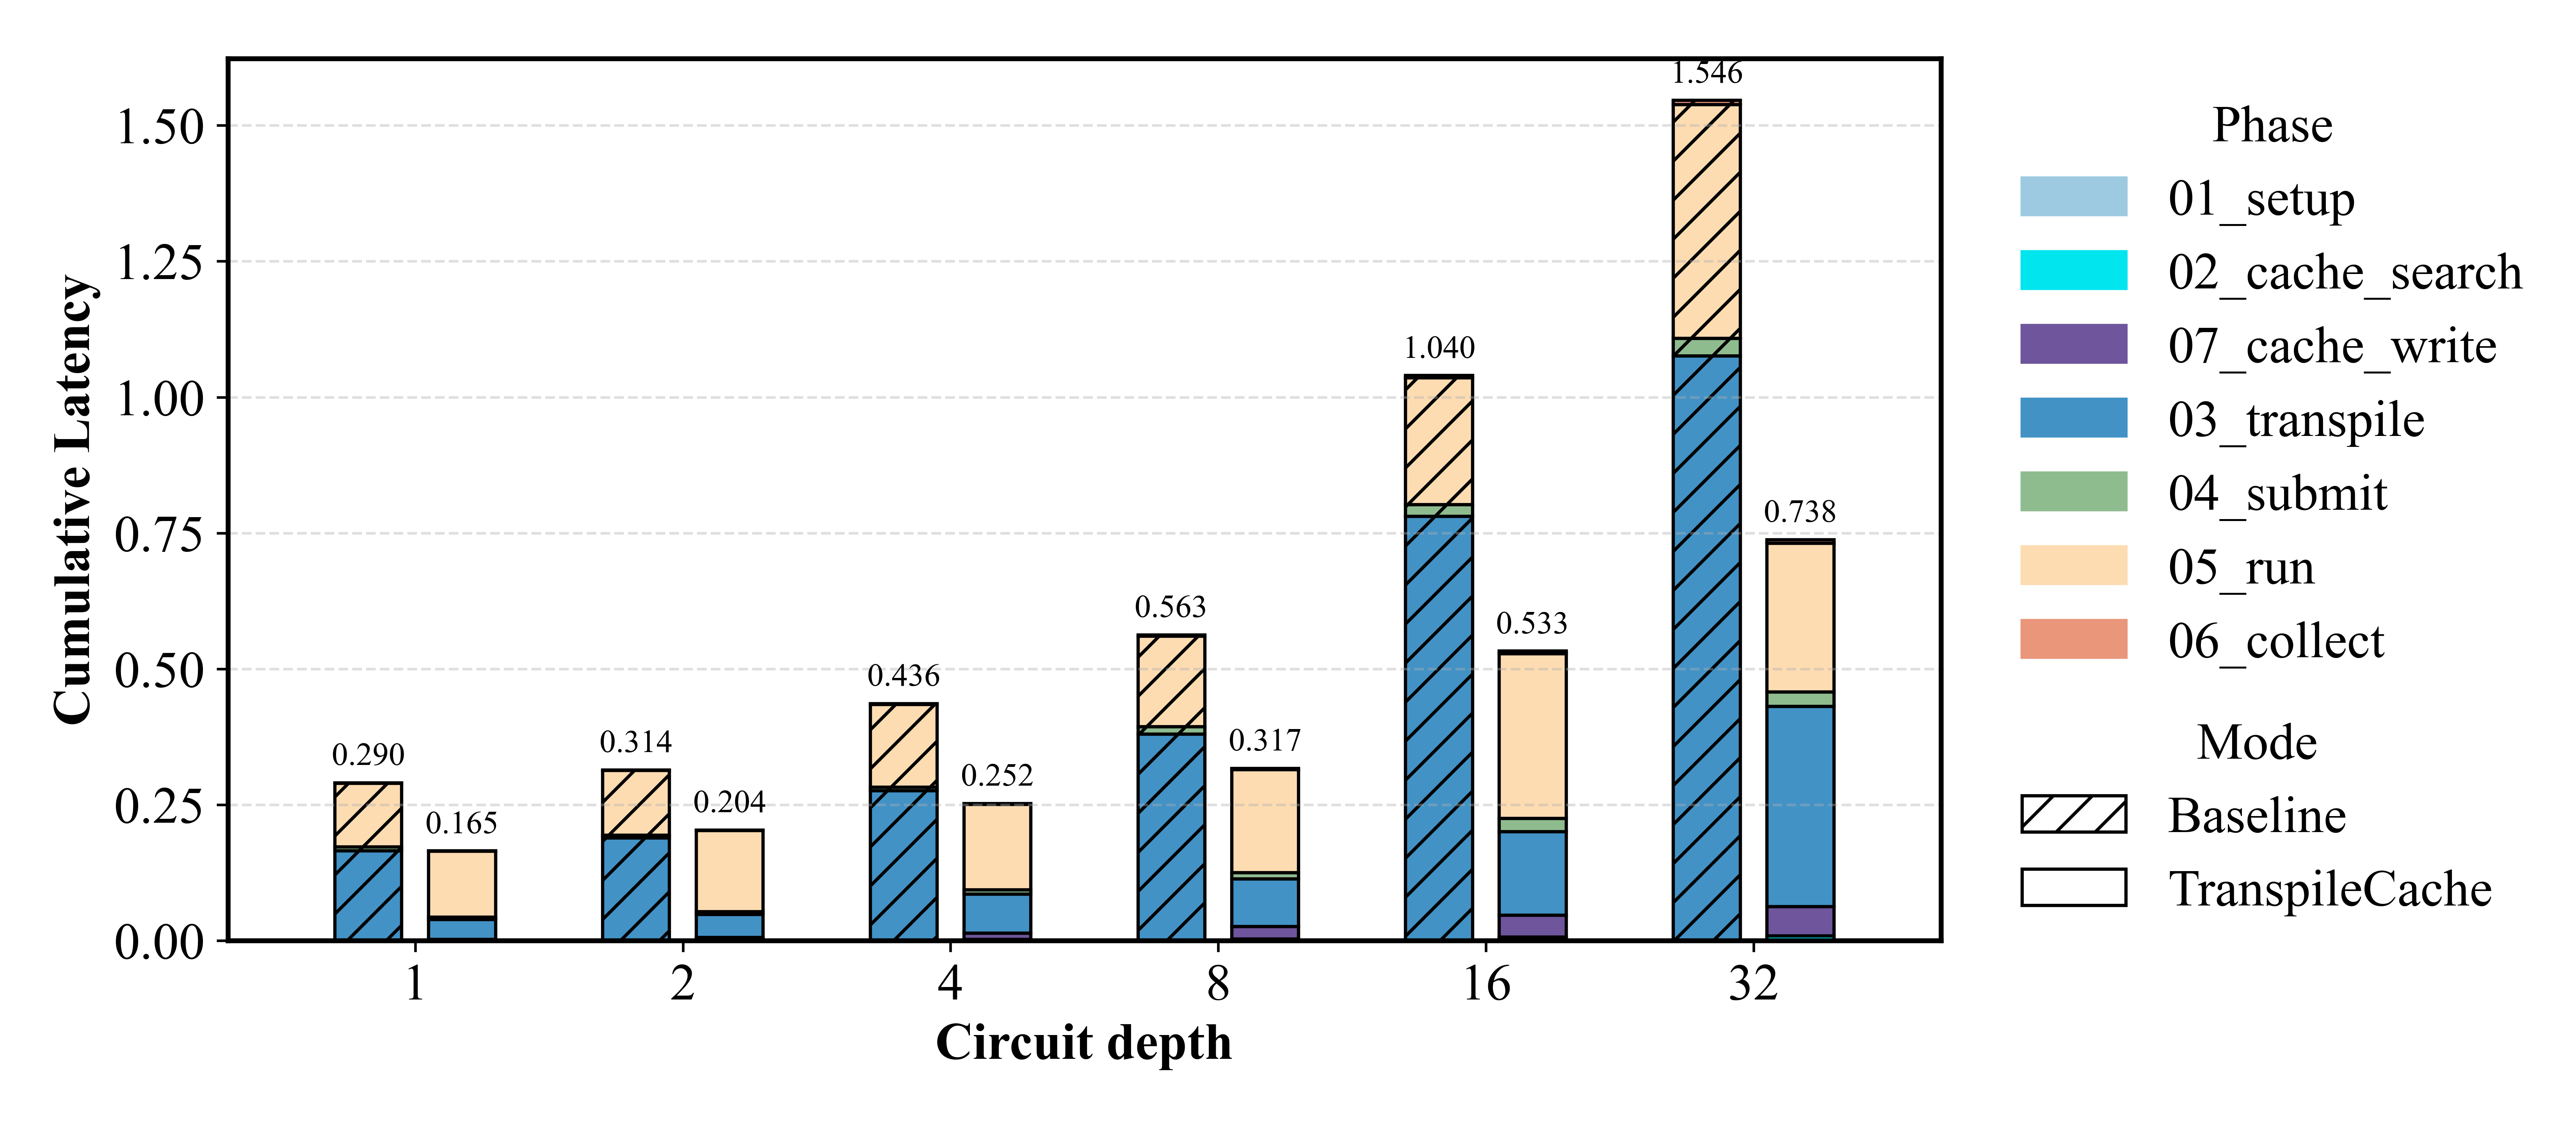 Cumulative Latency
1.50
1.25
1.00
0.75
0.50
0.25
0.00
0.290
0.165
0.314
0.204
0.436
0.252
0.563
0.317
1.040
0.533
1.546
0.738
1
2
4
8
16
32
Circuit depth
Phase
01_setup
02_cache_search
07_cache_write
03_transpile
04_submit
05_run
06_collect
Mode
Baseline
TranspileCache